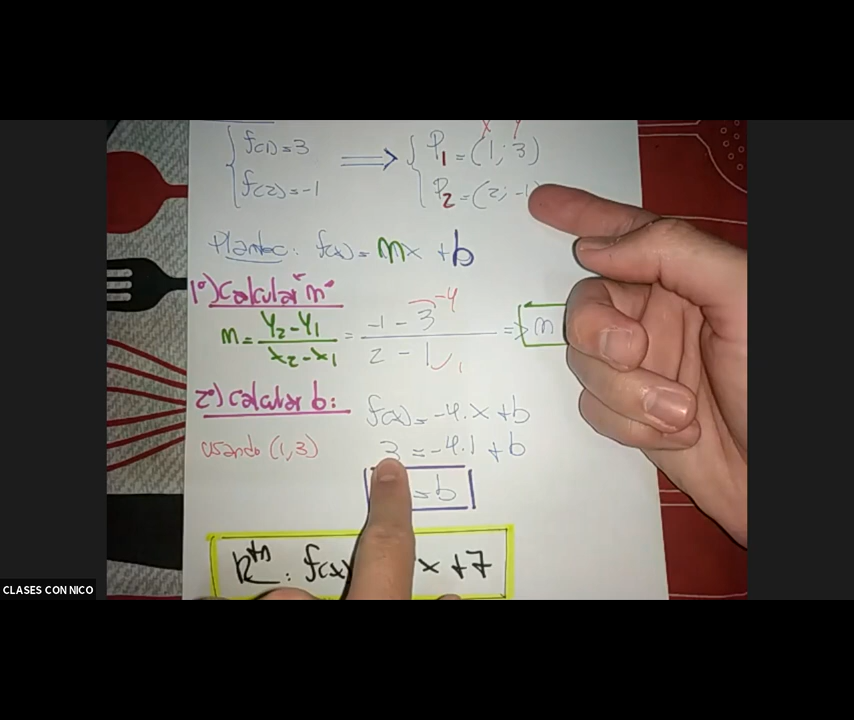 f(1)=3 ⟹ P1=(1; 3)
f(2)=-1 P2=(2; -1
x y
Planteo: f(x)=mx+b
1°) Calcular "m"
m = Y2-Y1 / x2-x1 = -1-3 / 2-1 => m
-4
1
2°) Calcular b: f(x)=-4.x+b
usando (1,3) 3=-4.1+b
=b
Rta: f(x) x+7
CLASES CON NICO